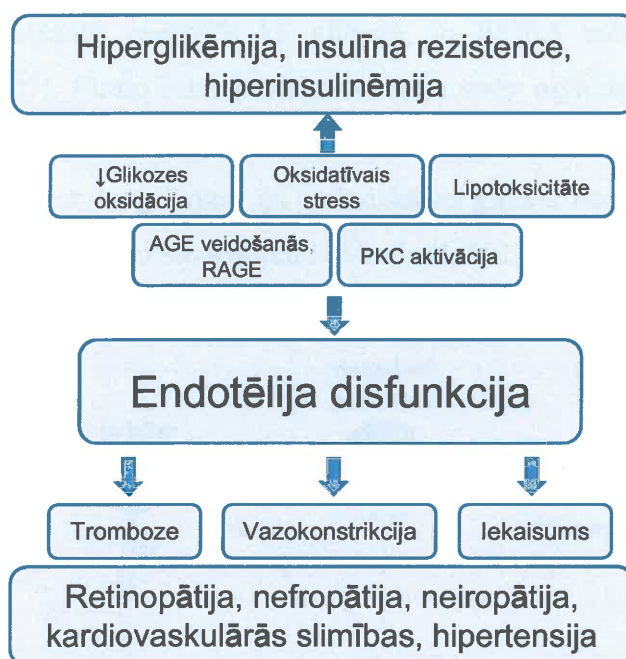 Hiperglikēmija, insulīna rezistence,
hiperinsulinēmija
↓Glikozes
oksidācija
Oksidatīvais
stress
Lipotoksicitāte
AGE veidošanās,
RAGE
PKC aktivācija
Endotēlija disfunkcija
Tromboze
Vazokonstrikcija
Iekaisums
Retinopātija, nefropātija, neiropātija,
kardiovaskulārās slimības, hipertensija